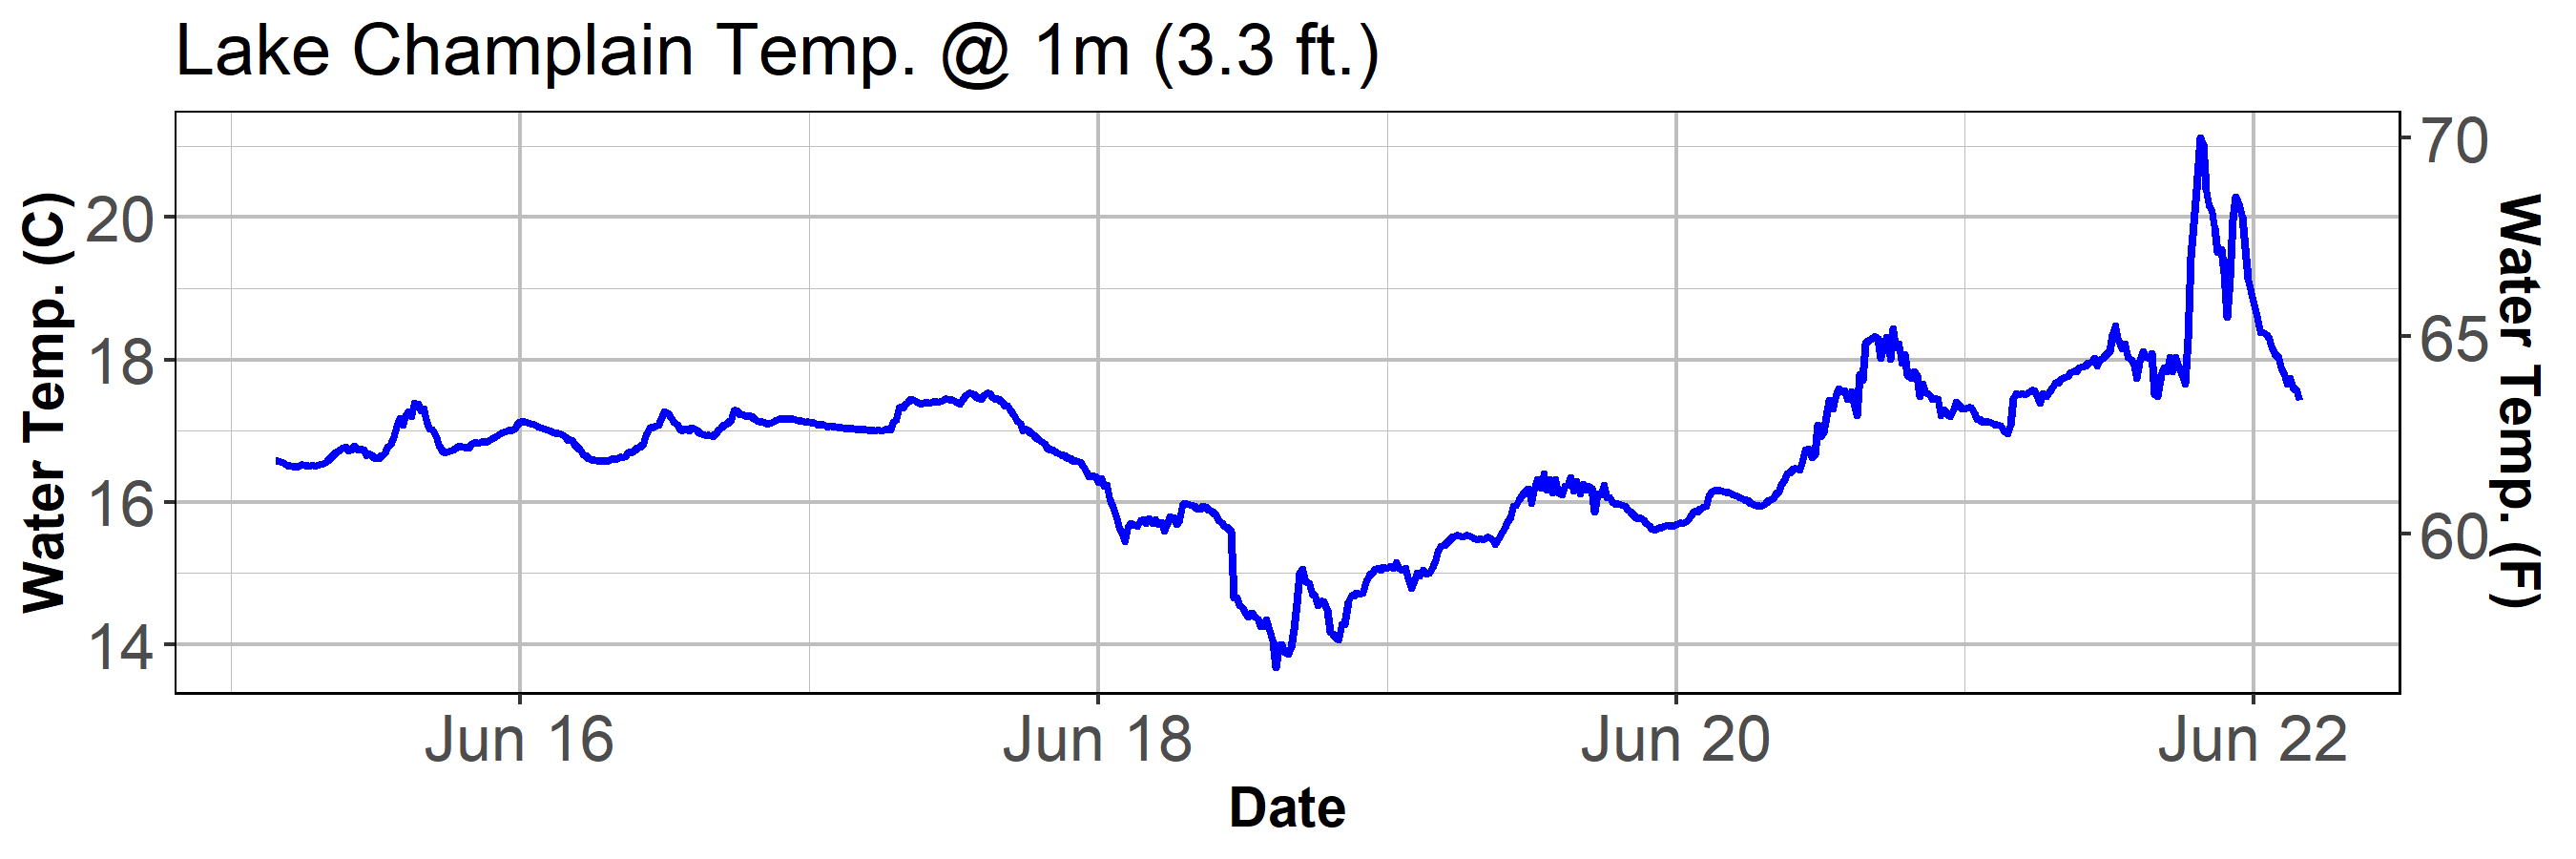 Lake Champlain Temp. @ 1m (3.3 ft.)
Water Temp. (C)
20
18
16
14
70
65
60
Water Temp. (F)
Jun 16
Jun 18
Jun 20
Jun 22
Date